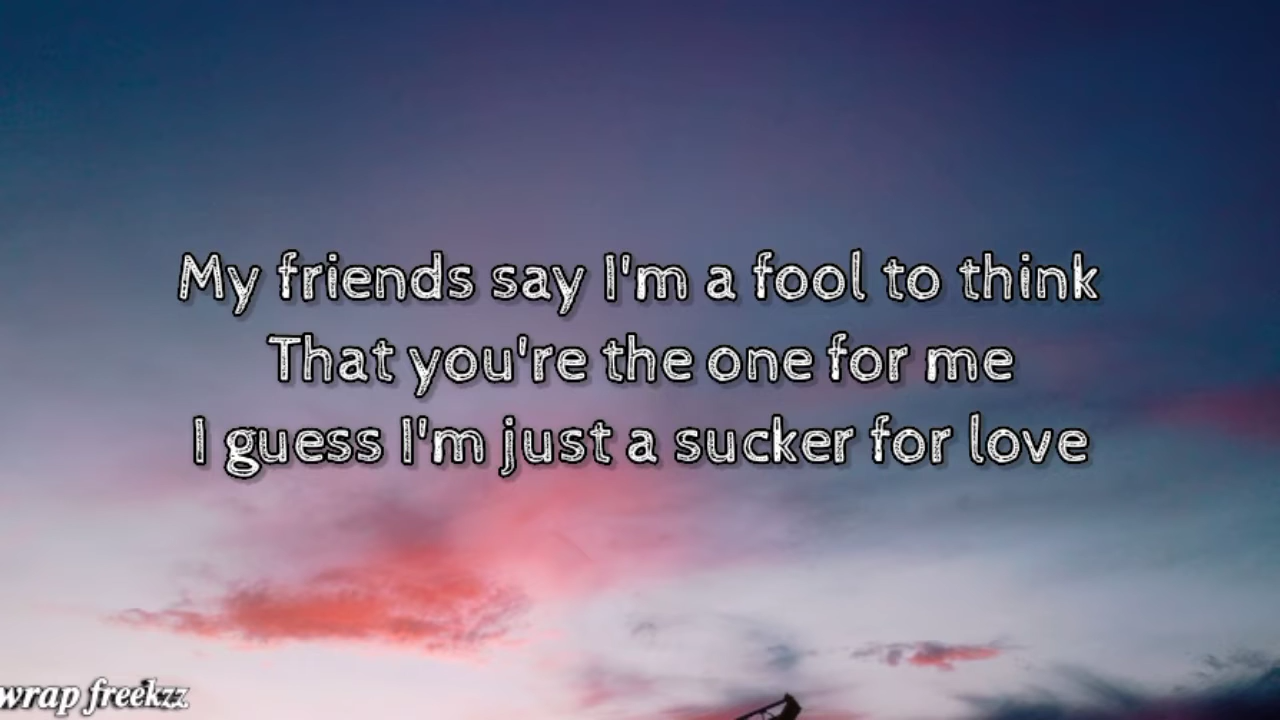 My friends say I'm a fool to think
That you're the one for me
I guess I'm just a sucker for love
wrap freekzz